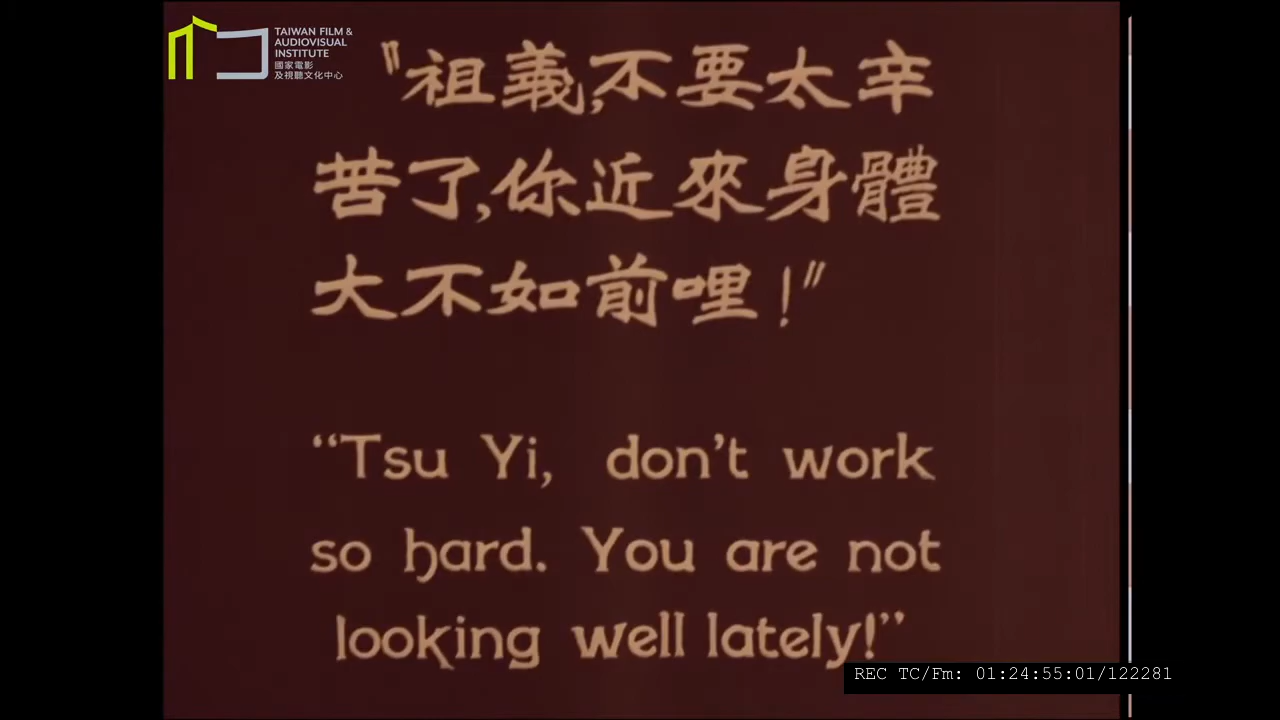 TAIWAN FILM &
AUDIOVISUAL
INSTITUTE
國家電影
及視聽文化中心
〝祖義,不要太辛
苦了,你近來身體
大不如前哩!〞
“Tsu Yi, don't work
so hard. You are not
looking well lately!”
REC TC/Fm: 01:24:55:01/122281